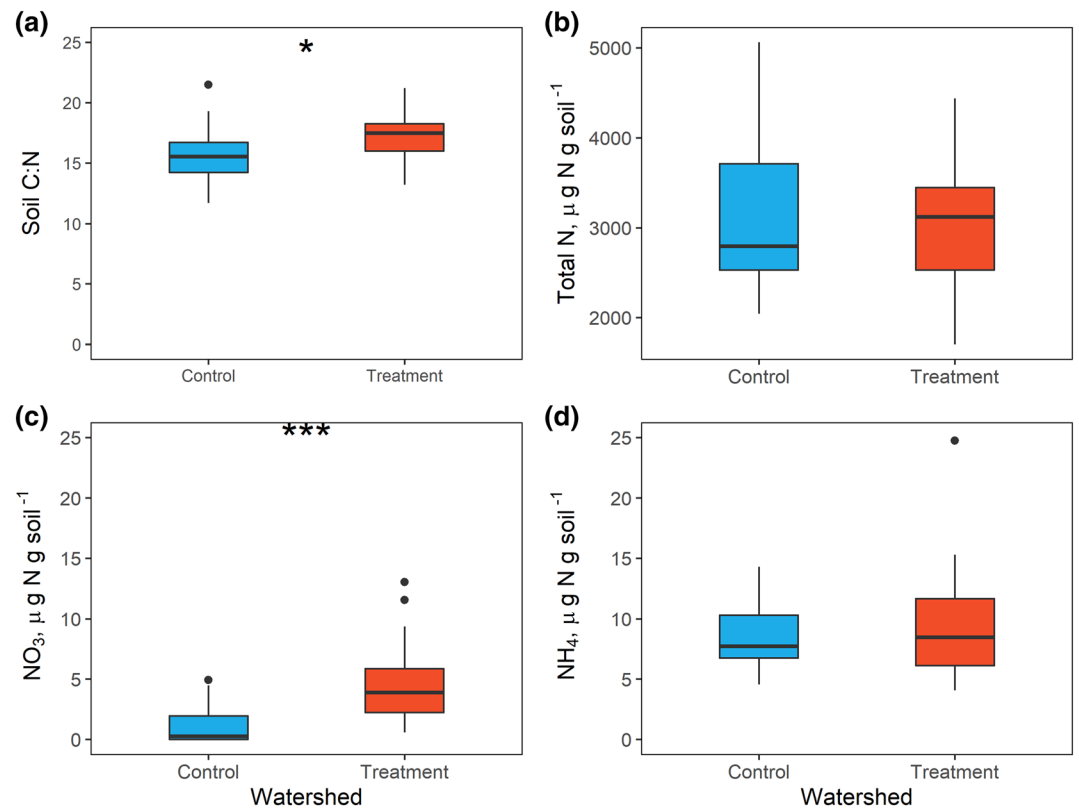 (a)
*
Soil C:N
25
20
15
10
5
0
Control Treatment
(b)
Total N, μ g N g soil⁻¹
5000
4000
3000
2000
Control Treatment
(c)
***
NO₃, μ g N g soil⁻¹
25
20
15
10
5
0
Control Treatment
Watershed
(d)
NH₄, μ g N g soil⁻¹
25
20
15
10
5
0
Control Treatment
Watershed